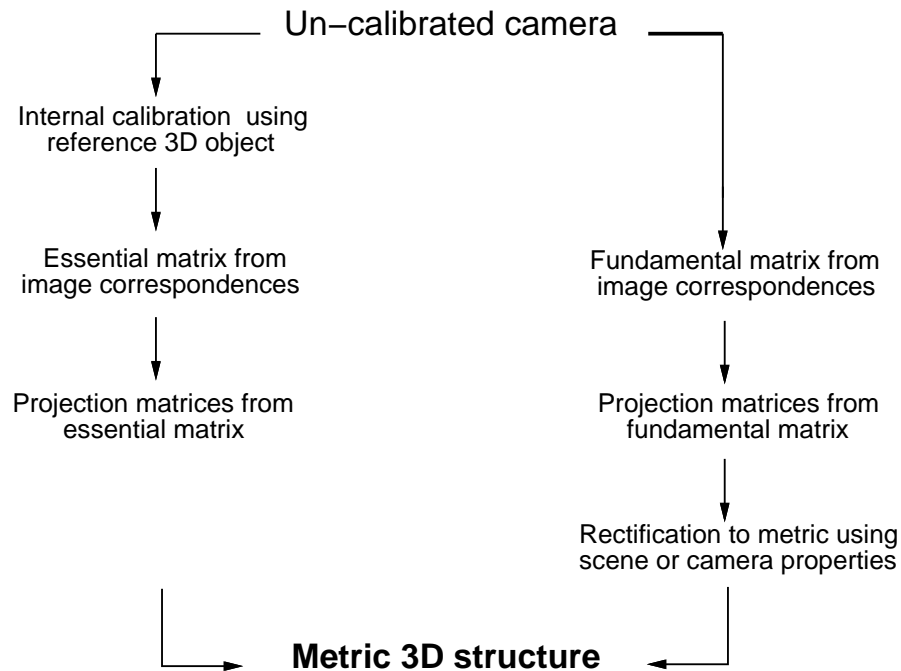 Un−calibrated camera
Internal calibration using
reference 3D object
Essential matrix from
image correspondences
Projection matrices from
essential matrix
Fundamental matrix from
image correspondences
Projection matrices from
fundamental matrix
Rectification to metric using
scene or camera properties
Metric 3D structure